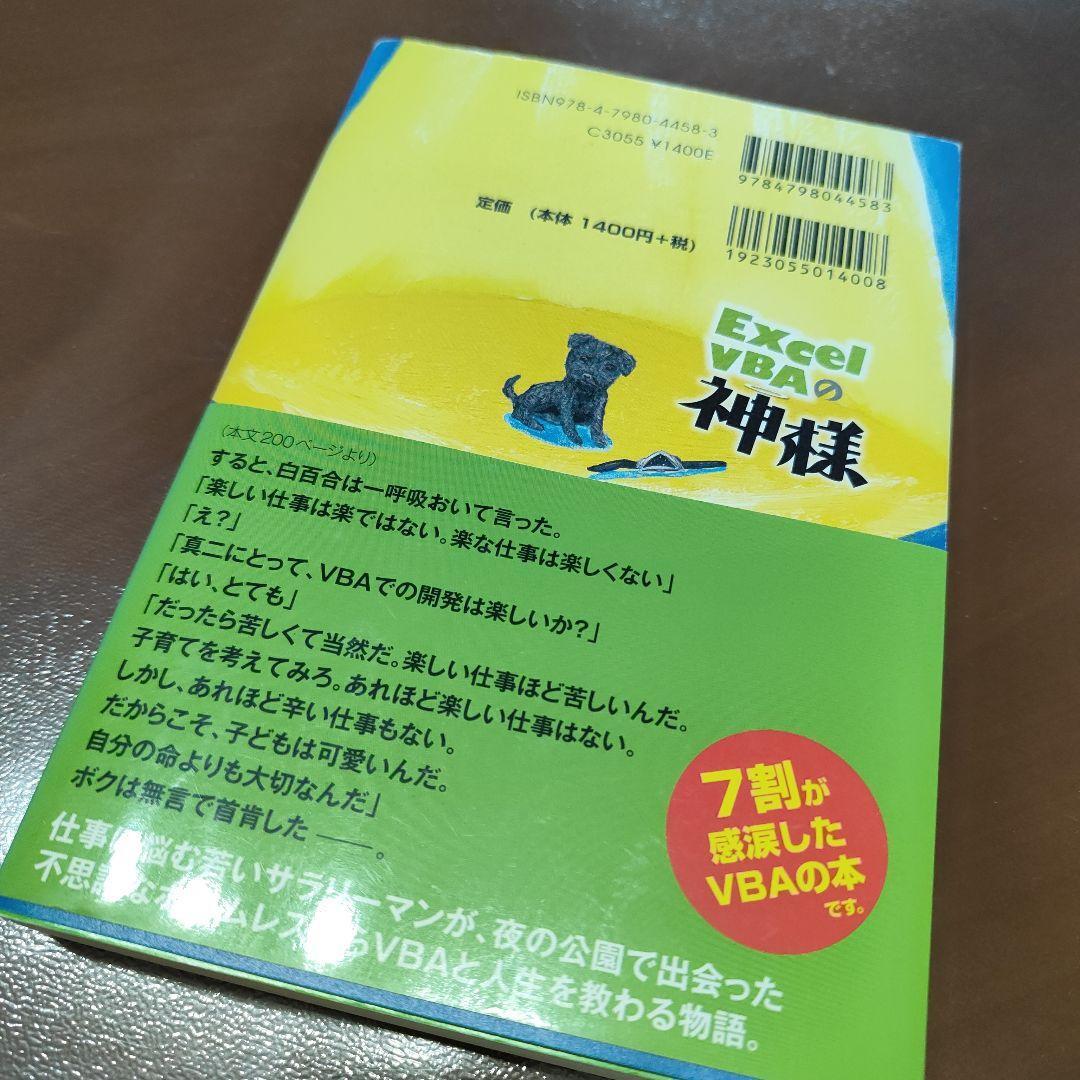 ISBN978-4-7980-4458-3
C3055 ¥1400E
定価 (本体 1400円+税)
9784798044583
1923055014008
Excel
VBAの
神様
(本文200ページより)
すると、白百合は一呼吸おいて言った。
「楽しい仕事は楽ではない。楽な仕事は楽しくない」
「え?」
「真二にとって、VBAでの開発は楽しいか?」
「はい、とても」
「だったら苦しくて当然だ。楽しい仕事ほど苦しいんだ。
子育てを考えてみろ。あれほど楽しい仕事はない。
しかし、あれほど辛い仕事もない。
だからこそ、子どもは可愛いんだ。
自分の命よりも大切なんだ」
ボクは無言で首肯した――。
仕事に悩む若いサラリーマンが、夜の公園で出会った
不思議なホームレスからVBAと人生を教わる物語。
7割が
感涙した
VBAの本
です。